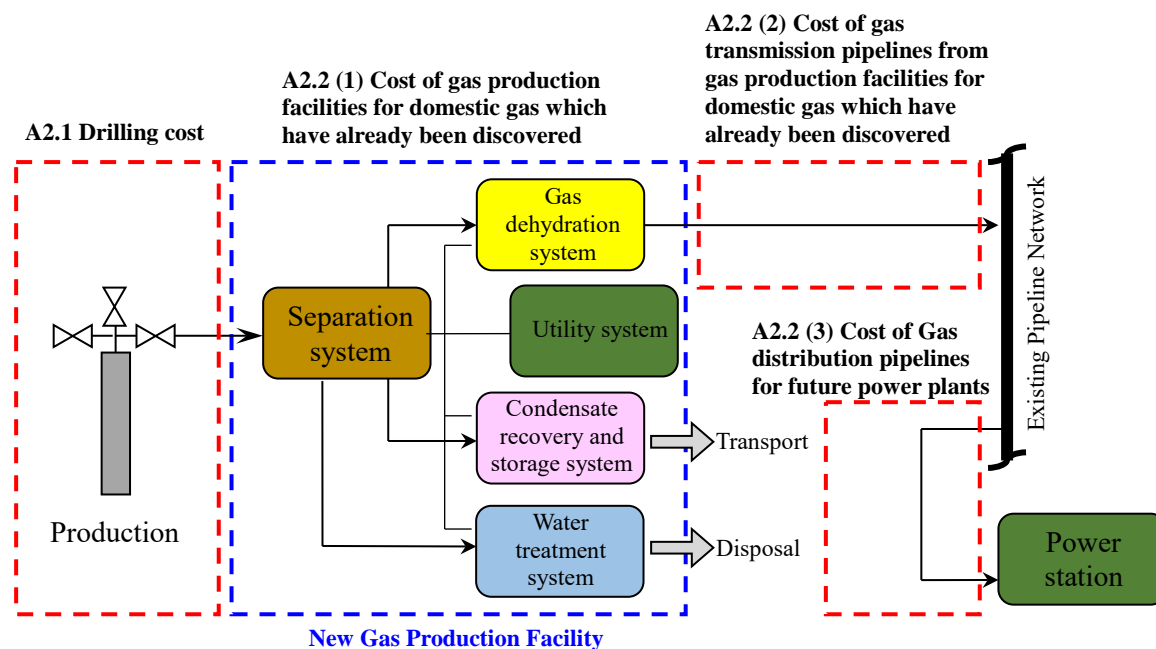 A2.2 (2) Cost of gas
transmission pipelines from
gas production facilities for
domestic gas which have
already been discovered
A2.2 (1) Cost of gas production
facilities for domestic gas which
have already been discovered
A2.1 Drilling cost
Gas
dehydration
system
Separation
system
Utility system
A2.2 (3) Cost of Gas
distribution pipelines
for future power plants
Existing Pipeline Network
Condensate
recovery and
storage system
Transport
Production
Water
treatment
system
Disposal
Power
station
New Gas Production Facility